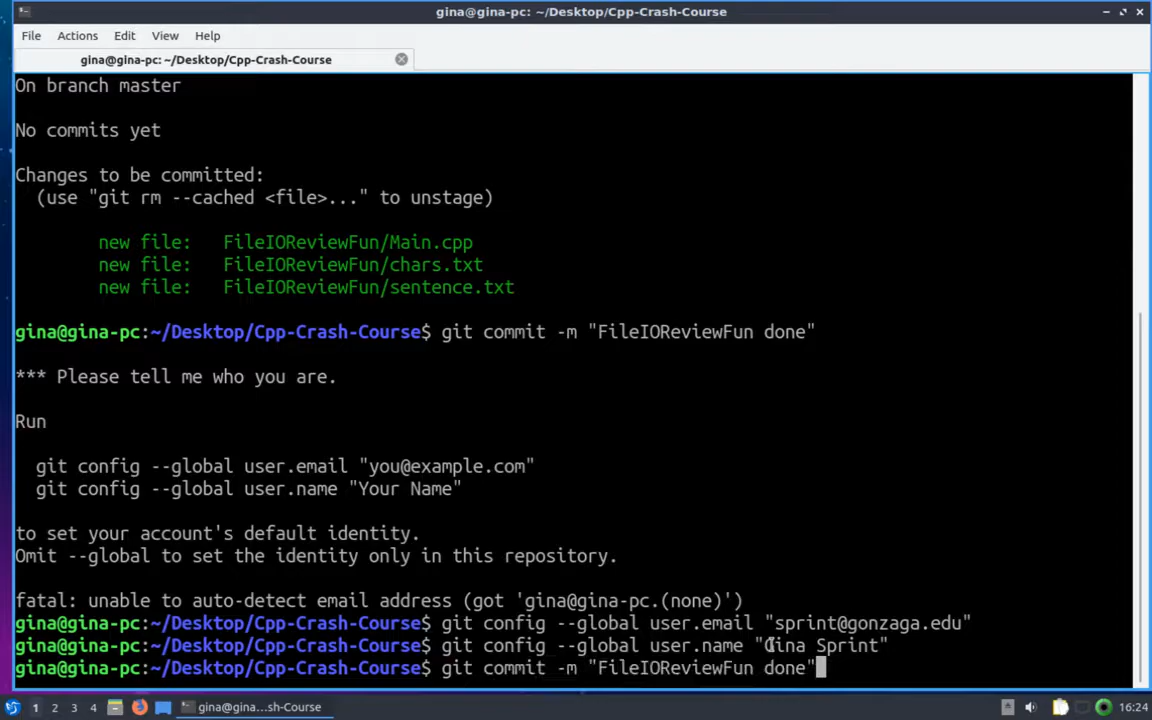 gina@gina-pc: ~/Desktop/Cpp-Crash-Course
File Actions Edit View Help
gina@gina-pc: ~/Desktop/Cpp-Crash-Course
On branch master
No commits yet
Changes to be committed:
(use "git rm --cached <file>..." to unstage)
new file: FileIOReviewFun/Main.cpp
new file: FileIOReviewFun/chars.txt
new file: FileIOReviewFun/sentence.txt
gina@gina-pc:~/Desktop/Cpp-Crash-Course$ git commit -m "FileIOReviewFun done"
*** Please tell me who you are.
Run
git config --global user.email "you@example.com"
git config --global user.name "Your Name"
to set your account's default identity.
Omit --global to set the identity only in this repository.
fatal: unable to auto-detect email address (got 'gina@gina-pc.(none)')
gina@gina-pc:~/Desktop/Cpp-Crash-Course$ git config --global user.email "sprint@gonzaga.edu"
gina@gina-pc:~/Desktop/Cpp-Crash-Course$ git config --global user.name "Gina Sprint"
gina@gina-pc:~/Desktop/Cpp-Crash-Course$ git commit -m "FileIOReviewFun done"
1 2 3 4 gina@gina...sh-Course 16:24